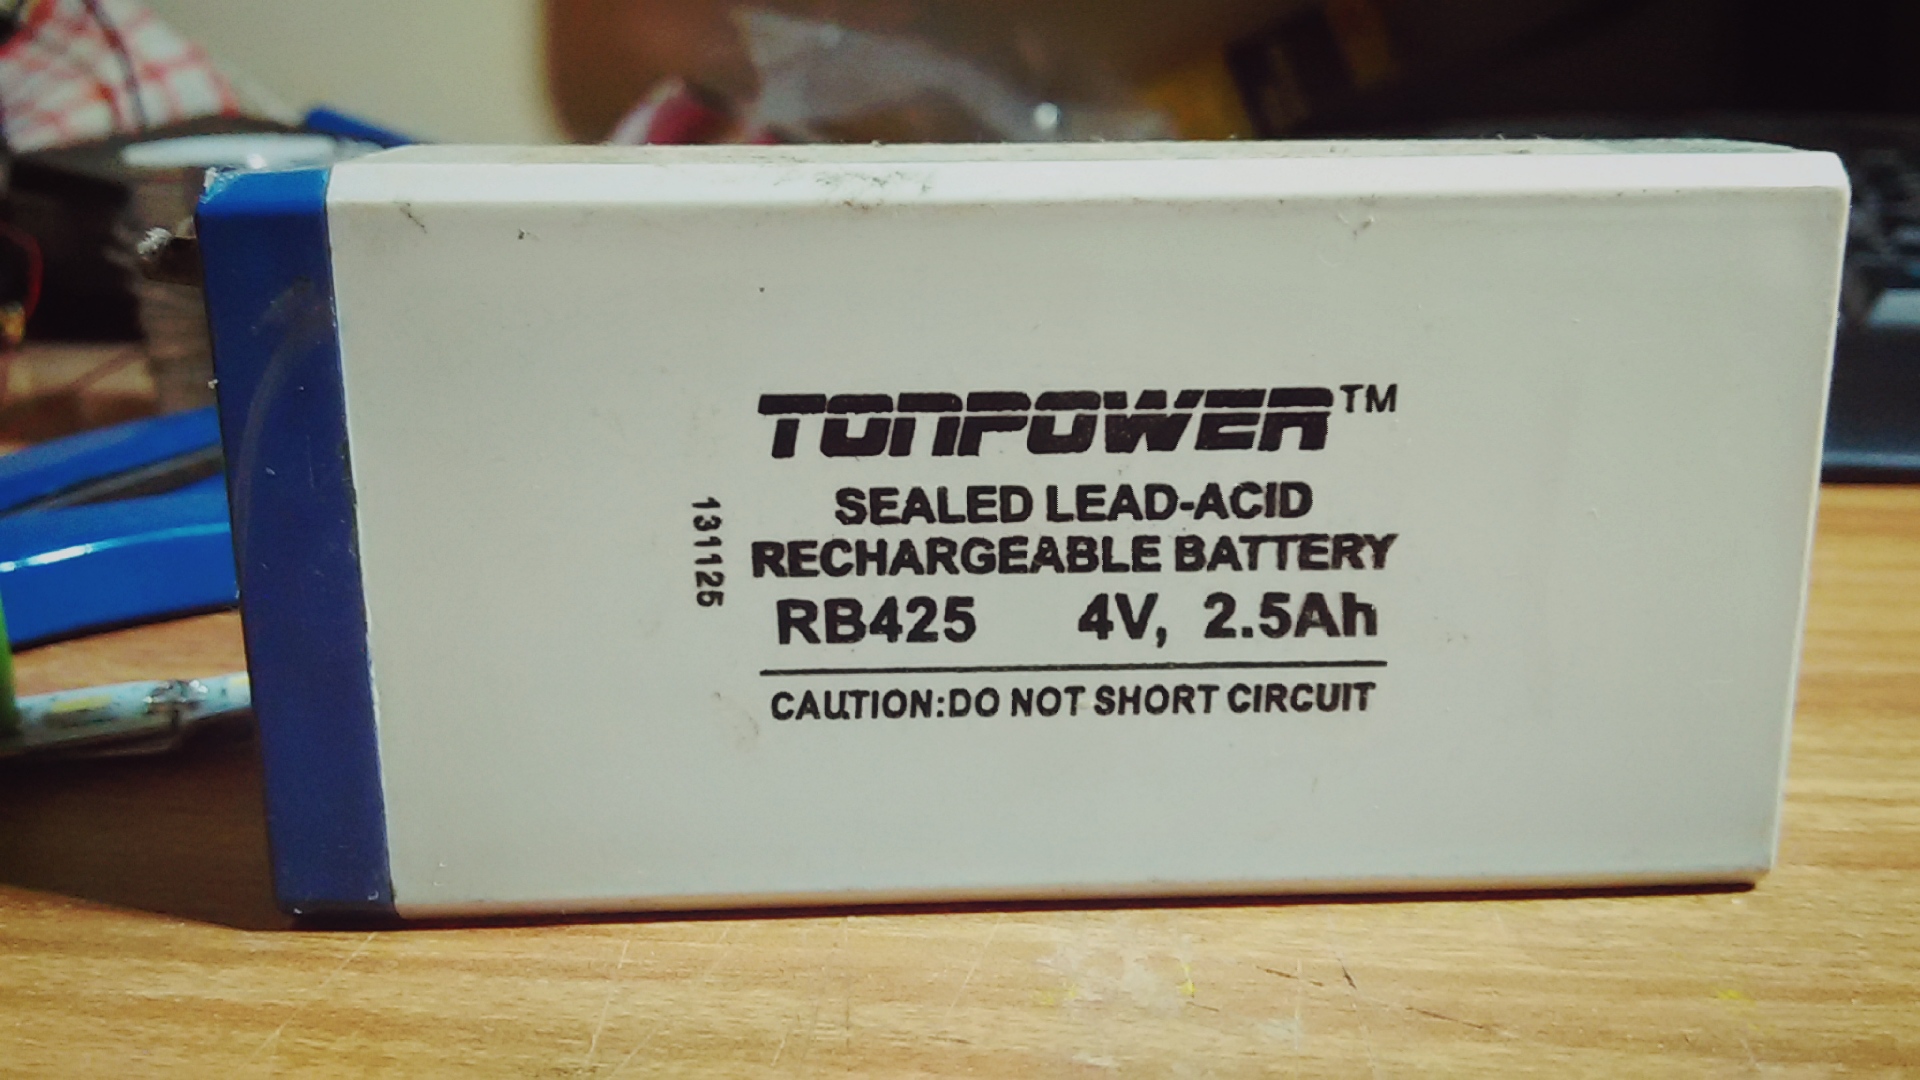 TONPOWER™
SEALED LEAD-ACID
RECHARGEABLE BATTERY
RB425 4V, 2.5Ah
CAUTION:DO NOT SHORT CIRCUIT
131125